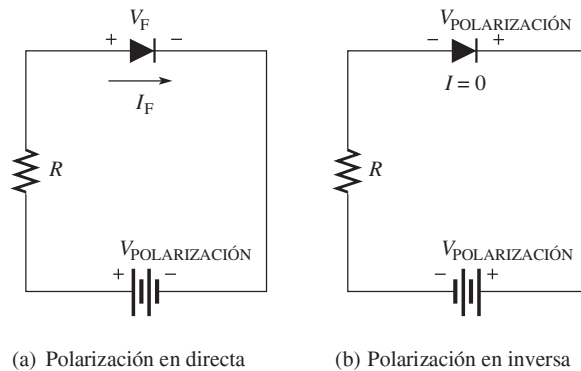 V_F
+ −
I_F
R
V_POLARIZACIÓN
+ −
(a) Polarización en directa
V_POLARIZACIÓN
− +
I = 0
R
V_POLARIZACIÓN
− +
(b) Polarización en inversa